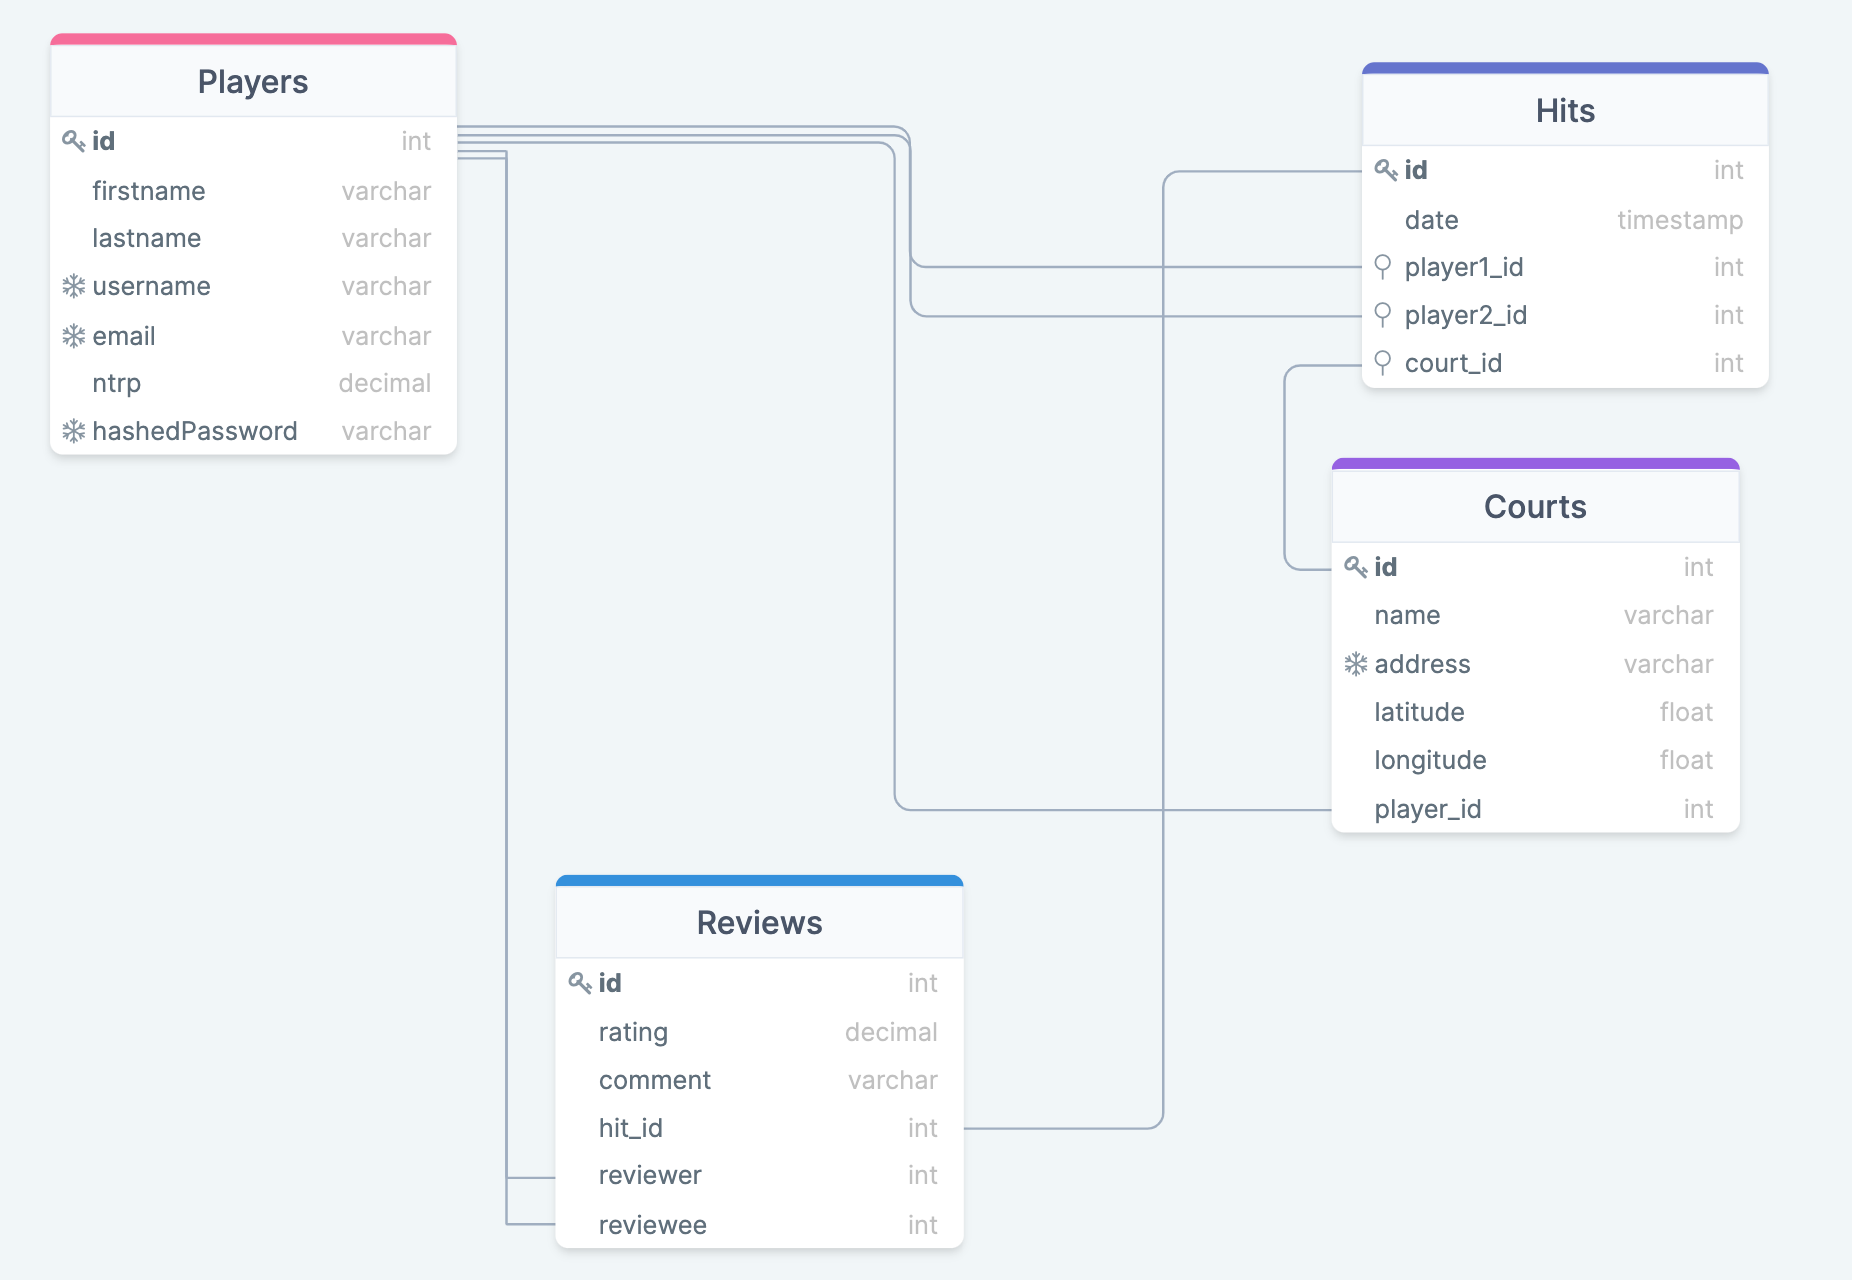 Players
id int
firstname varchar
lastname varchar
username varchar
email varchar
ntrp decimal
hashedPassword varchar
Hits
id int
date timestamp
player1_id int
player2_id int
court_id int
Courts
id int
name varchar
address varchar
latitude float
longitude float
player_id int
Reviews
id int
rating decimal
comment varchar
hit_id int
reviewer int
reviewee int